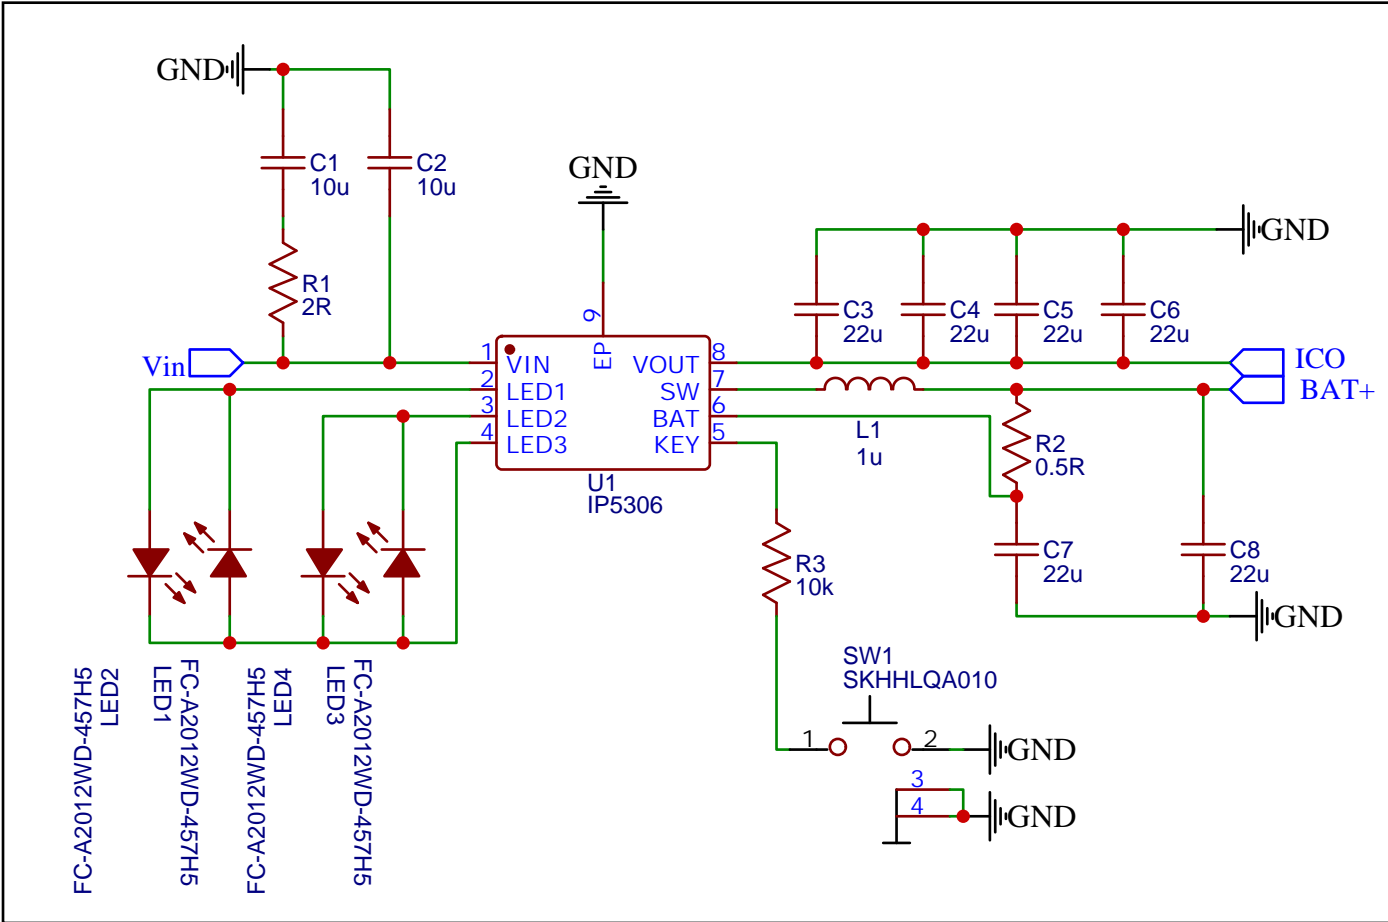 GND
C1
10u
C2
10u
R1
2R
Vin
GND
9
EP
1
VIN
2
LED1
3
LED2
4
LED3
VOUT
8
SW
7
BAT
6
KEY
5
U1
IP5306
GND
C3
22u
C4
22u
C5
22u
C6
22u
ICO
BAT+
L1
1u
R2
0.5R
C7
22u
C8
22u
GND
R3
10k
SW1
SKHHLQA010
1
2
GND
3
4
GND
FC-A2012WD-457H5
LED2
LED1
FC-A2012WD-457H5
FC-A2012WD-457H5
LED4
LED3
FC-A2012WD-457H5